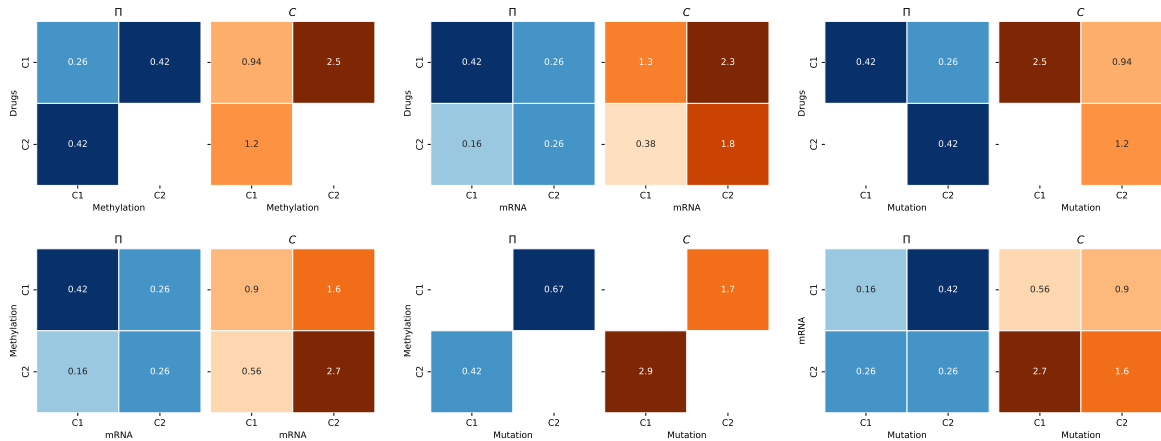 Π C Π C Π C
C1 0.26 0.42 0.94 2.5 C1 0.42 0.26 1.3 2.3 C1 0.42 0.26 2.5 0.94
Drugs Drugs Drugs
C2 0.42 1.2 C2 0.16 0.26 0.38 1.8 C2 0.42 1.2
C1 C2 C1 C2 C1 C2 C1 C2 C1 C2 C1 C2
Methylation Methylation mRNA mRNA Mutation Mutation
Π C Π C Π C
C1 0.42 0.26 0.9 1.6 C1 0.67 1.7 C1 0.16 0.42 0.56 0.9
Methylation Methylation mRNA
C2 0.16 0.26 0.56 2.7 C2 0.42 2.9 C2 0.26 0.26 2.7 1.6
C1 C2 C1 C2 C1 C2 C1 C2 C1 C2 C1 C2
mRNA mRNA Mutation Mutation Mutation Mutation